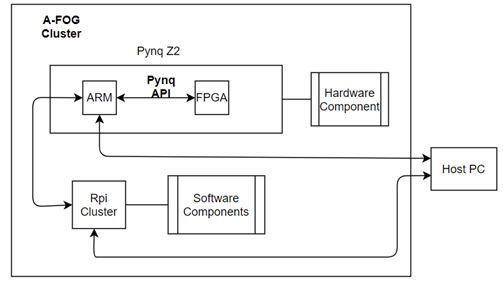 A-FOG
Cluster
Pynq Z2
Pynq
API
ARM
FPGA
Hardware
Component
Host PC
Rpi
Cluster
Software
Components